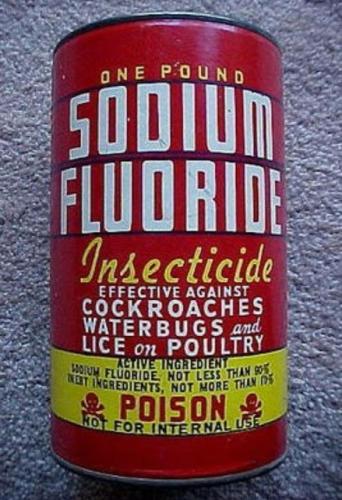 ONE POUND
SODIUM
FLUORIDE
Insecticide
EFFECTIVE AGAINST
COCKROACHES
WATERBUGS and
LICE on POULTRY
ACTIVE INGREDIENT
SODIUM FLUORIDE, NOT LESS THAN 90%
INERT INGREDIENTS, NOT MORE THAN 10%
POISON
NOT FOR INTERNAL USE